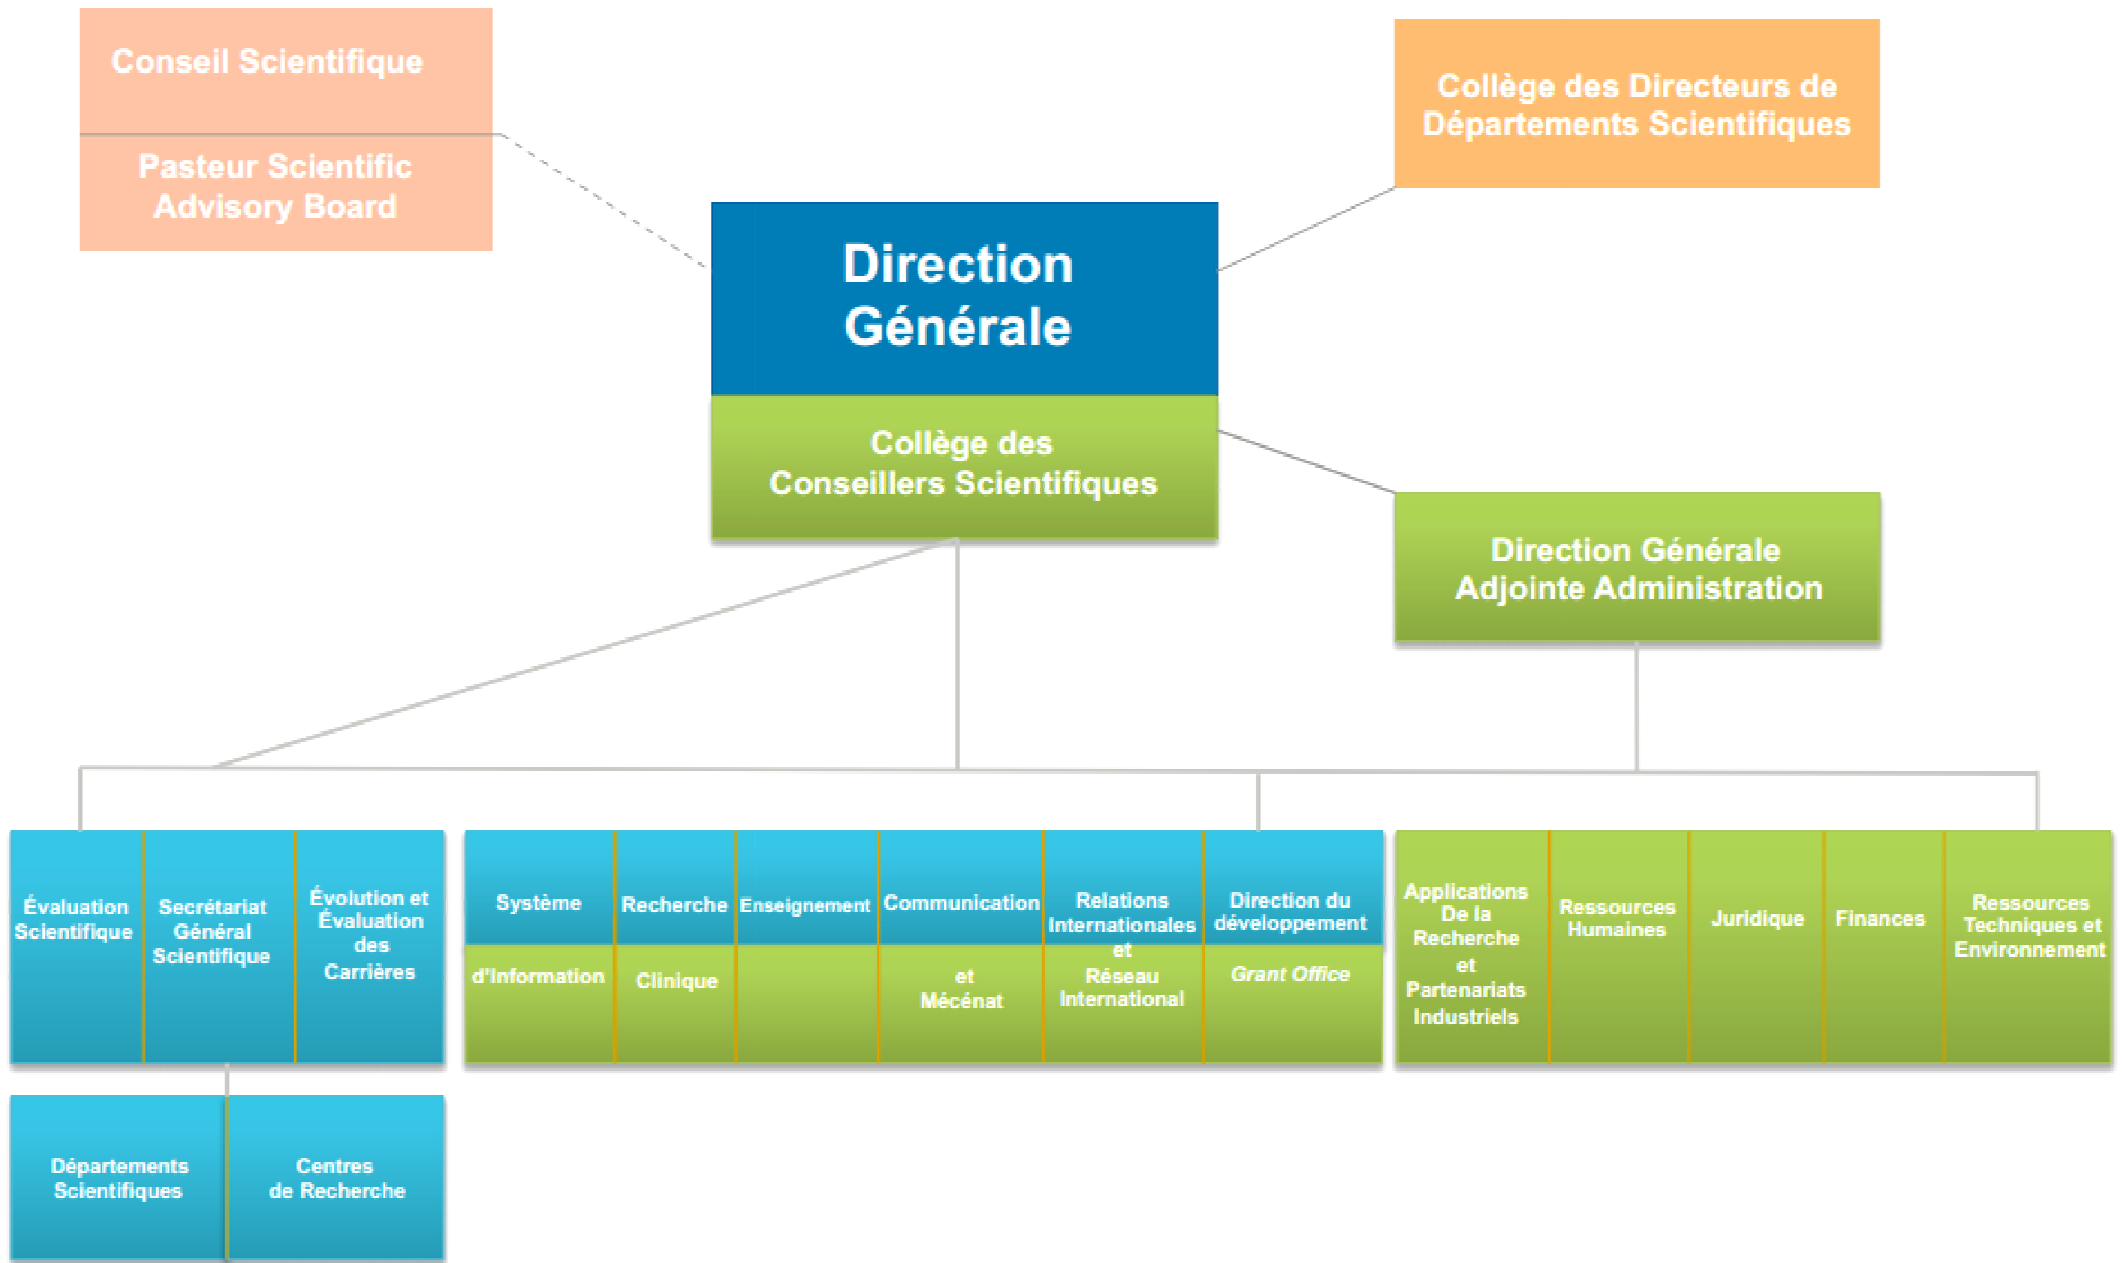 Conseil Scientifique
Pasteur Scientific
Advisory Board
Collège des Directeurs de
Départements Scientifiques
Direction
Générale
Collège des
Conseillers Scientifiques
Direction Générale
Adjointe Administration
Évaluation
Scientifique
Secrétariat
Général
Scientifique
Évolution et
Évaluation
des
Carrières
Système
d'Information
Recherche
Clinique
Enseignement
Communication
et
Mécénat
Relations
Internationales
et
Réseau
International
Direction du
développement
Grant Office
Applications
De la
Recherche
et
Partenariats
Industriels
Ressources
Humaines
Juridique
Finances
Ressources
Techniques et
Environnement
Départements
Scientifiques
Centres
de Recherche